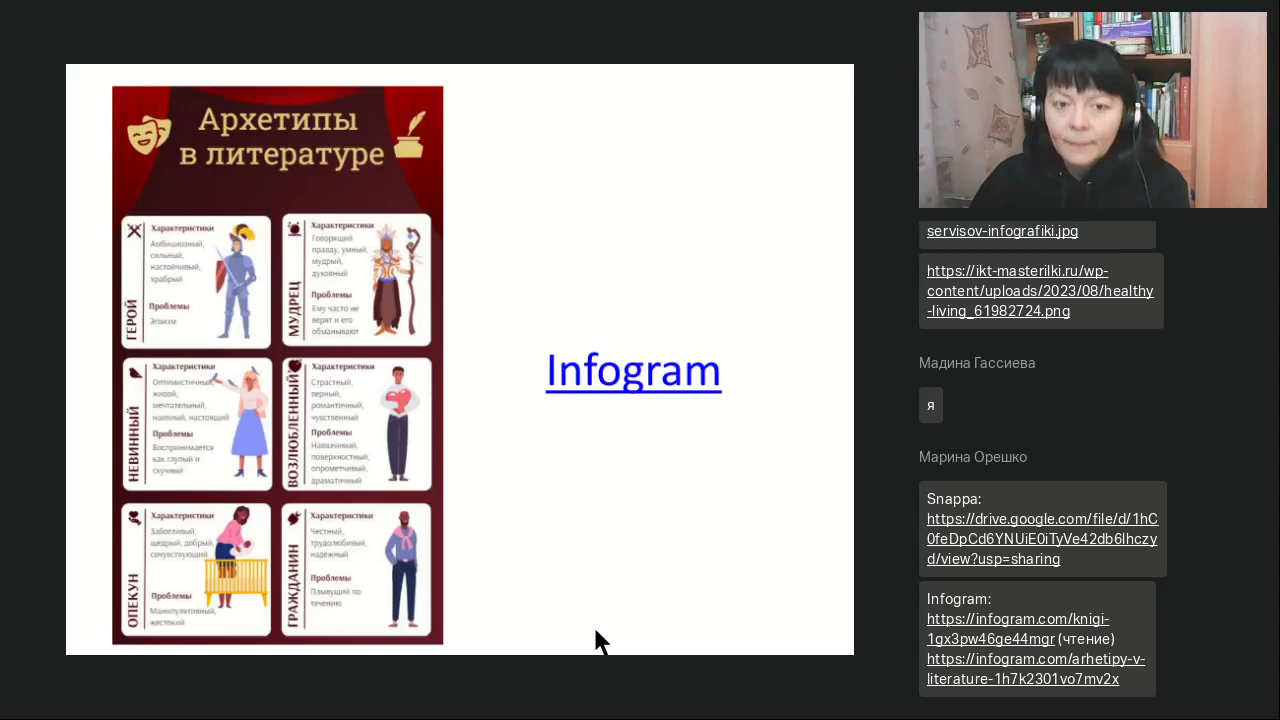 Архетипы
в литературе
ГЕРОЙ
Характеристики
Амбициозный,
сильный,
настойчивый,
храбрый
Проблемы
Эгоизм
МУДРЕЦ
Характеристики
Говорящий
правду, умный,
мудрый,
духовный
Проблемы
Ему часто не
верят и его
обманывают
НЕВИННЫЙ
Характеристики
Оптимистичный,
живой,
мечтательный,
наивный, настоящий
Проблемы
Воспринимается
как глупый и
скучный
ВОЗЛЮБЛЕННЫЙ
Характеристики
Страстный,
верный,
романтичный,
чувственный
Проблемы
Навязчивый,
поверхностный,
опрометчивый,
драматичный
ОПЕКУН
Характеристики
Заботливый,
щедрый, добрый,
сочувствующий
Проблемы
Манипулятивный,
жестокий
ГРАЖДАНИН
Характеристики
Честный,
трудолюбивый,
надёжный
Проблемы
Плывущий по
течению
Infogram
servisov-infografiki.jpg
https://ikt-masterilki.ru/wp-
content/uploads/2023/08/healthy
-living_61982724.png
Мадина Гассиева
я
Марина Орешко
Snappa:
https://drive.google.com/file/d/1hC
0feDpCd6YNUiE0iTyVe42db6lhczy
d/view?usp=sharing
Infogram:
https://infogram.com/knigi-
1gx3pw46ge44mqr (чтение)
https://infogram.com/arhetipy-v-
literature-1h7k2301vo7mv2x